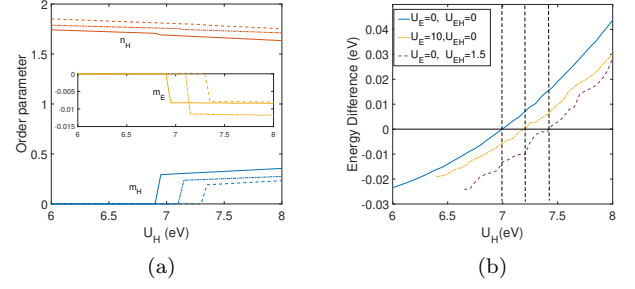 2
1.5
1
0.5
0
Order parameter
n_H
0
-0.005
-0.01
-0.015
m_E
6
6.5
7
7.5
8
m_H
6
6.5
7
7.5
8
U_H (eV)
(a)
U_E=0, U_EH=0
U_E=10,U_EH=0
U_E=0, U_EH=1.5
0.04
0.03
0.02
0.01
0
-0.01
-0.02
-0.03
Energy Difference (eV)
6
6.5
7
7.5
8
U_H(eV)
(b)